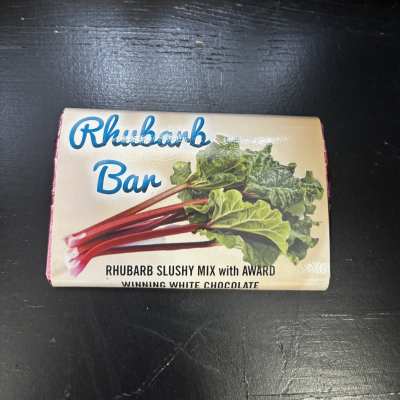 Rhubarb
Bar
RHUBARB SLUSHY MIX with AWARD
WINNING WHITE CHOCOLATE